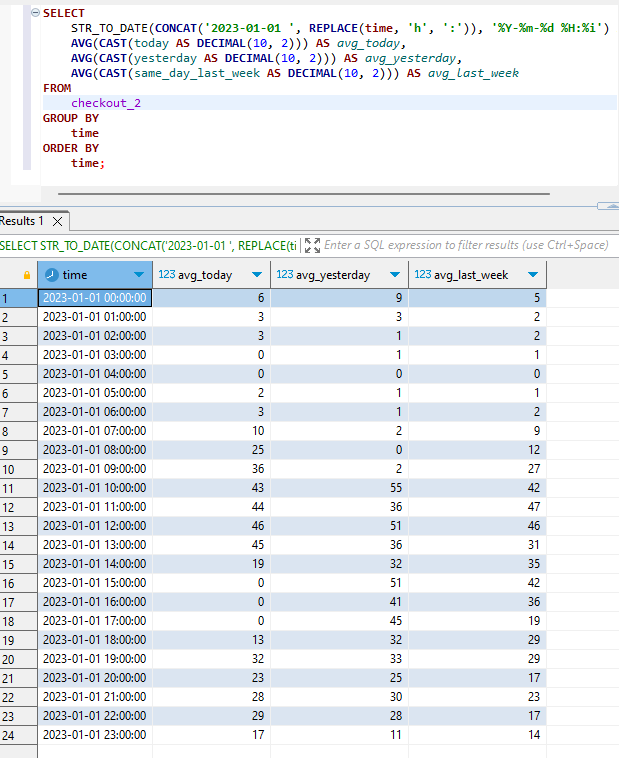 SELECT
STR_TO_DATE(CONCAT('2023-01-01 ', REPLACE(time, 'h', ':')), '%Y-%m-%d %H:%i')
AVG(CAST(today AS DECIMAL(10, 2))) AS avg_today,
AVG(CAST(yesterday AS DECIMAL(10, 2))) AS avg_yesterday,
AVG(CAST(same_day_last_week AS DECIMAL(10, 2))) AS avg_last_week
FROM
checkout_2
GROUP BY
time
ORDER BY
time;
Results 1
SELECT STR_TO_DATE(CONCAT('2023-01-01 ', REPLACE(ti Enter a SQL expression to filter results (use Ctrl+Space)
time 123 avg_today 123 avg_yesterday 123 avg_last_week
1 2023-01-01 00:00:00 6 9 5
2 2023-01-01 01:00:00 3 3 2
3 2023-01-01 02:00:00 3 1 2
4 2023-01-01 03:00:00 0 1 1
5 2023-01-01 04:00:00 0 0 0
6 2023-01-01 05:00:00 2 1 1
7 2023-01-01 06:00:00 3 1 2
8 2023-01-01 07:00:00 10 2 9
9 2023-01-01 08:00:00 25 0 12
10 2023-01-01 09:00:00 36 2 27
11 2023-01-01 10:00:00 43 55 42
12 2023-01-01 11:00:00 44 36 47
13 2023-01-01 12:00:00 46 51 46
14 2023-01-01 13:00:00 45 36 31
15 2023-01-01 14:00:00 19 32 35
16 2023-01-01 15:00:00 0 51 42
17 2023-01-01 16:00:00 0 41 36
18 2023-01-01 17:00:00 0 45 19
19 2023-01-01 18:00:00 13 32 29
20 2023-01-01 19:00:00 32 33 29
21 2023-01-01 20:00:00 23 25 17
22 2023-01-01 21:00:00 28 30 23
23 2023-01-01 22:00:00 29 28 17
24 2023-01-01 23:00:00 17 11 14